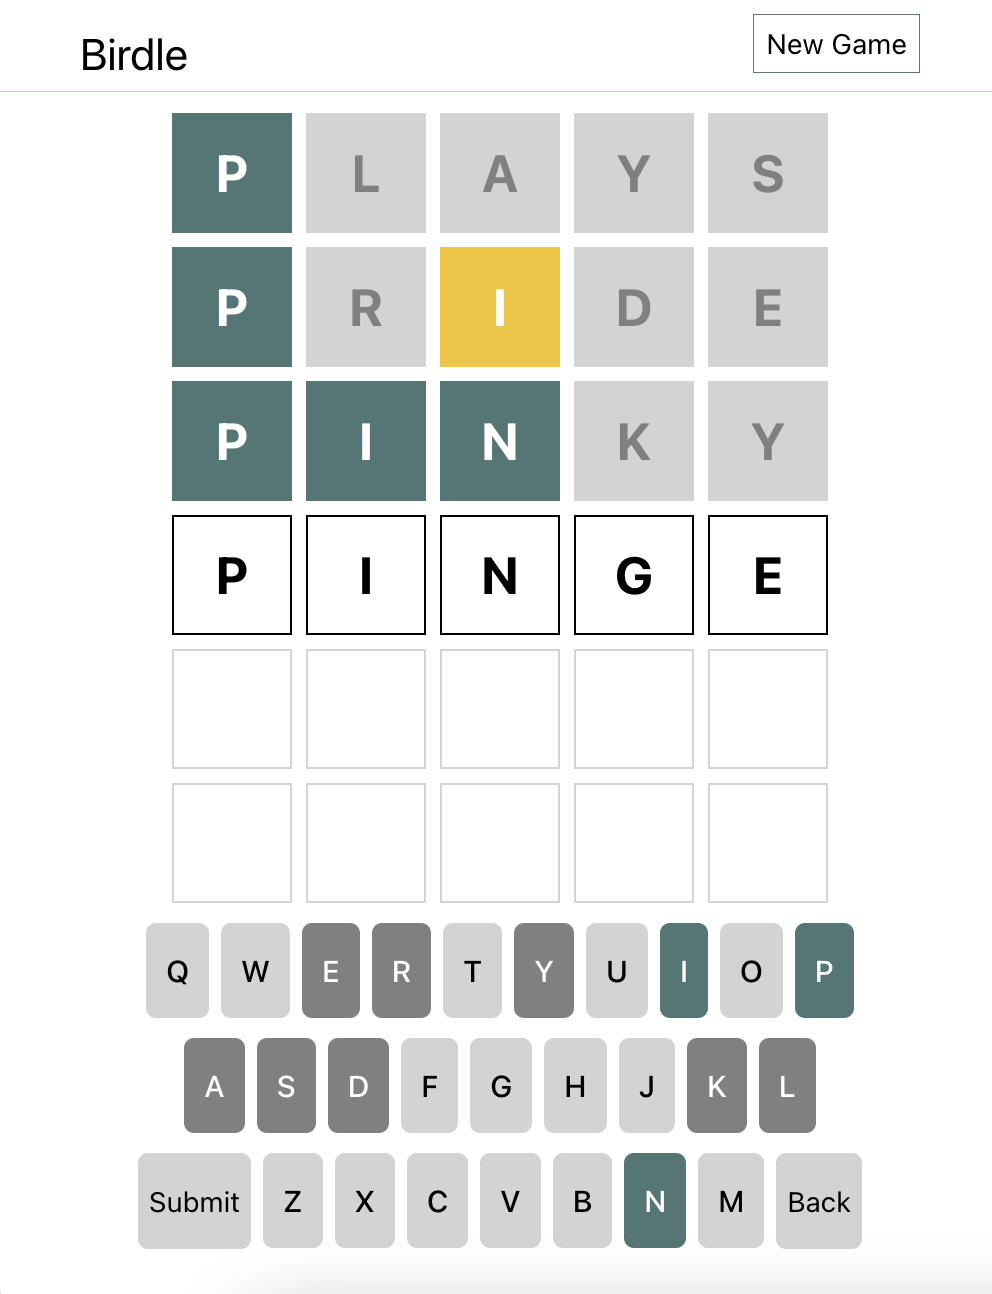 Birdle
New Game
P L A Y S
P R I D E
P I N K Y
P I N G E
Q W E R T Y U I O P
A S D F G H J K L
Submit Z X C V B N M Back